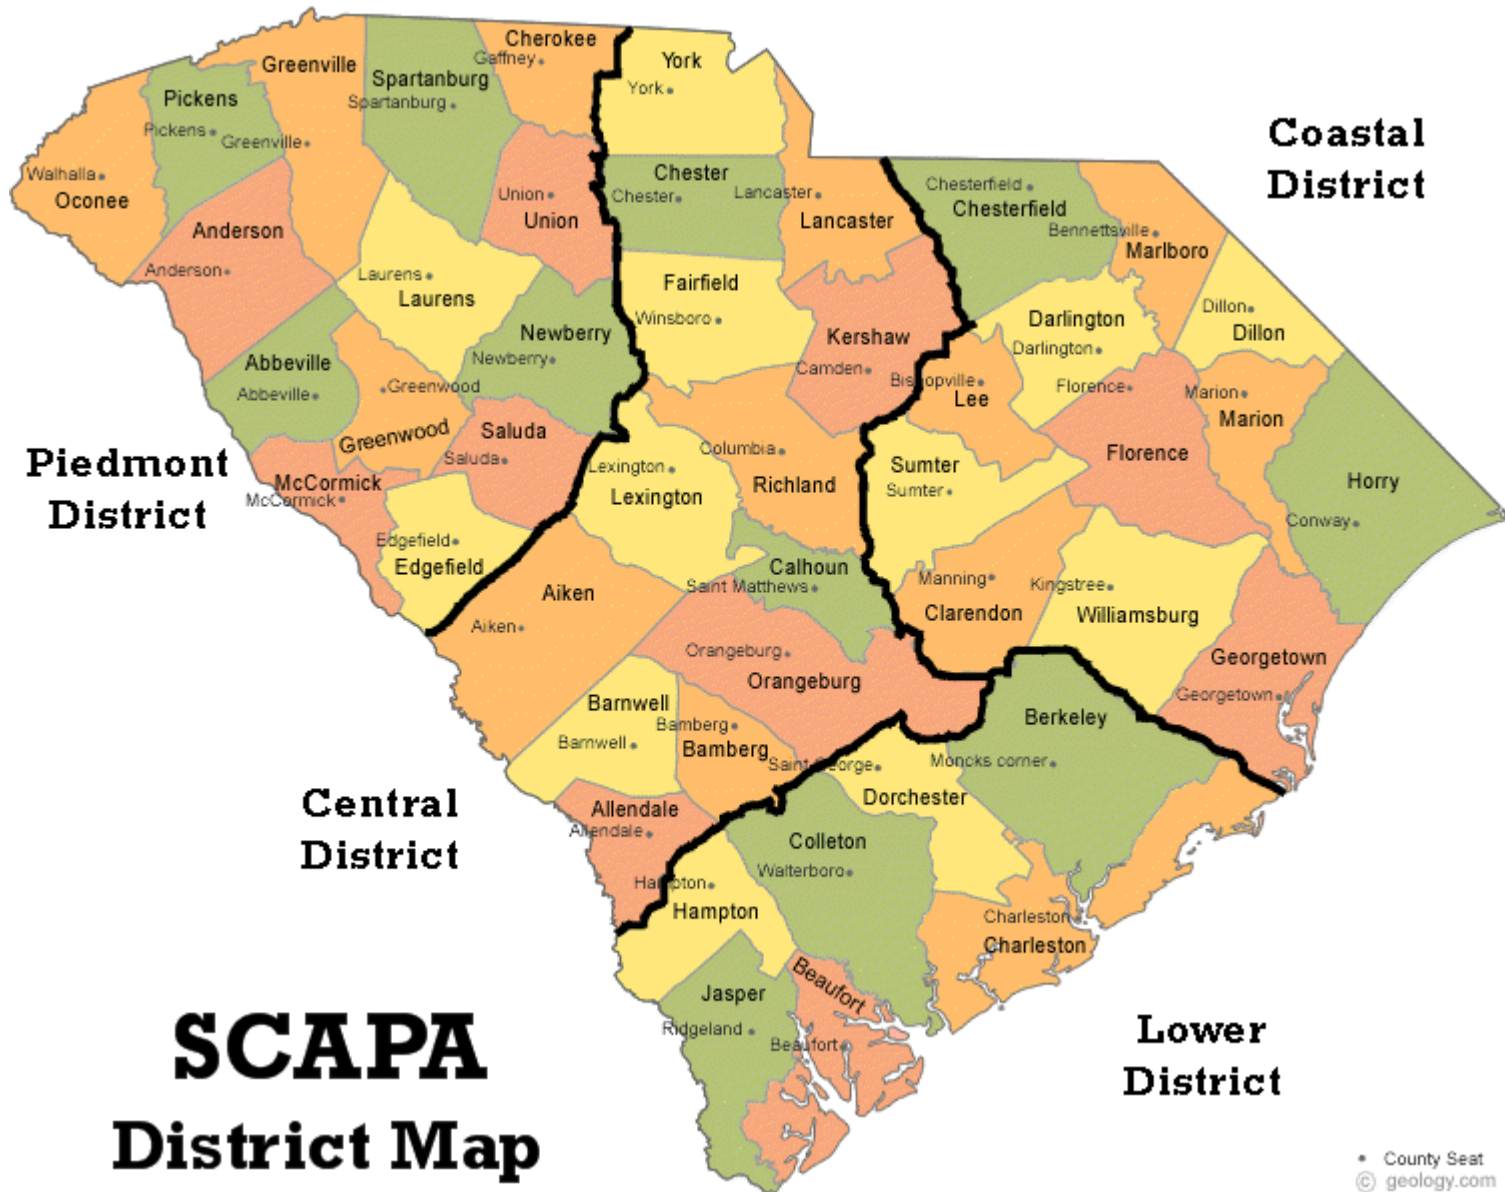 Cherokee
Gaffney
York
York
Greenville
Spartanburg
Spartanburg
Pickens
Pickens
Greenville
Coastal
District
Walhalla
Oconee
Chester
Chester
Lancaster
Lancaster
Chesterfield
Chesterfield
Union
Union
Anderson
Anderson
Bennettsville
Marlboro
Laurens
Laurens
Fairfield
Winsboro
Dillon
Dillon
Darlington
Darlington
Newberry
Newberry
Kershaw
Camden
Abbeville
Abbeville
Greenwood
Greenwood
Bishopville
Lee
Florence
Florence
Marion
Marion
Saluda
Saluda
Columbia
Richland
Lexington
Lexington
Sumter
Sumter
Horry
Conway
Piedmont
District
McCormick
McCormick
Edgefield
Edgefield
Calhoun
Saint Matthews
Manning
Clarendon
Kingstree
Williamsburg
Aiken
Aiken
Orangeburg
Orangeburg
Georgetown
Georgetown
Barnwell
Barnwell
Bamberg
Bamberg
Berkeley
Moncks corner
Saint George
Dorchester
Central
District
Allendale
Allendale
Colleton
Walterboro
Hampton
Hampton
Charleston
Charleston
Beaufort
Beaufort
Jasper
Ridgeland
Lower
District
SCAPA
District Map
County Seat
© geology.com